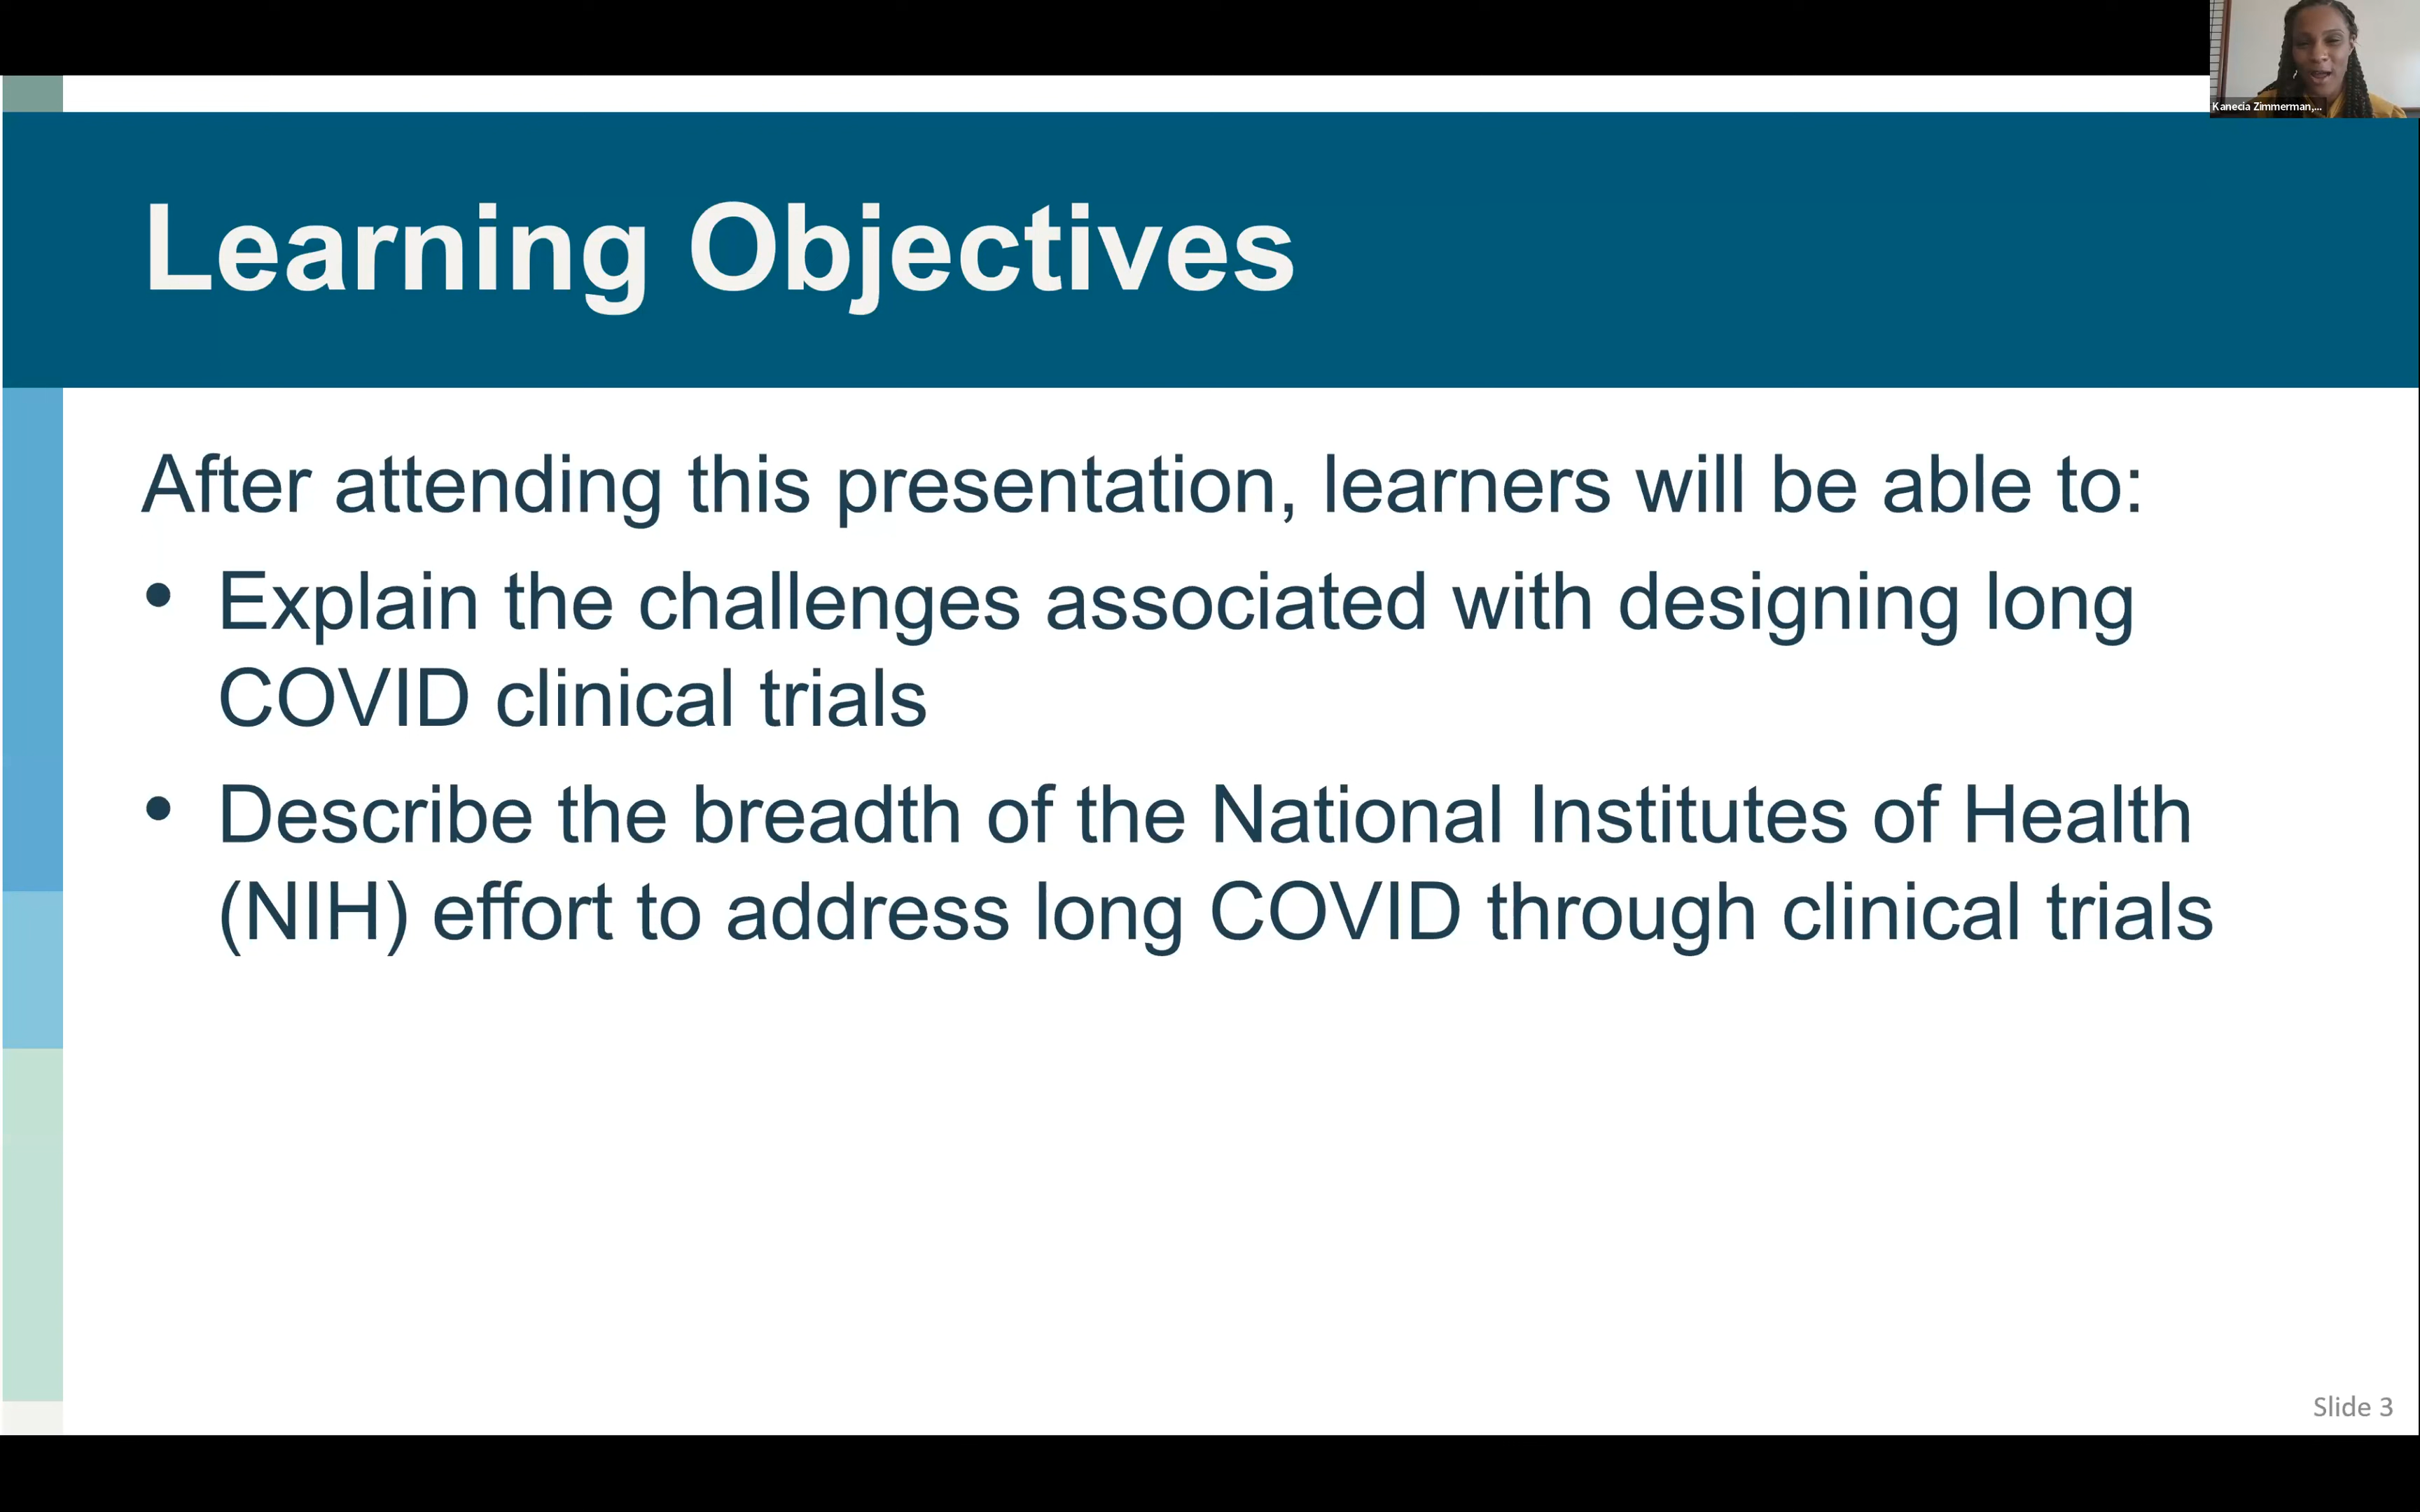 Kanecia Zimmerman,...
Learning Objectives
After attending this presentation, learners will be able to:
• Explain the challenges associated with designing long
COVID clinical trials
• Describe the breadth of the National Institutes of Health
(NIH) effort to address long COVID through clinical trials
Slide 3